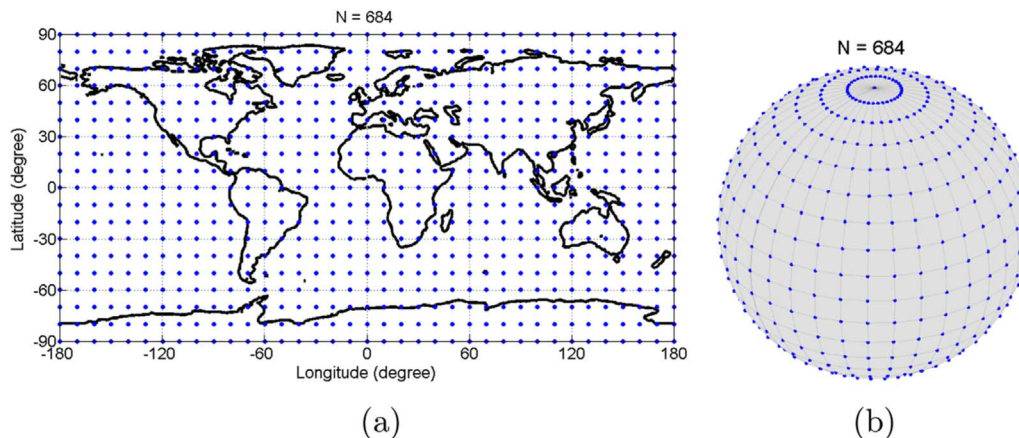 N = 684
90
60
30
0
-30
-60
-90
Latitude (degree)
-180 -120 -60 0 60 120 180
Longitude (degree)
(a)
N = 684
(b)